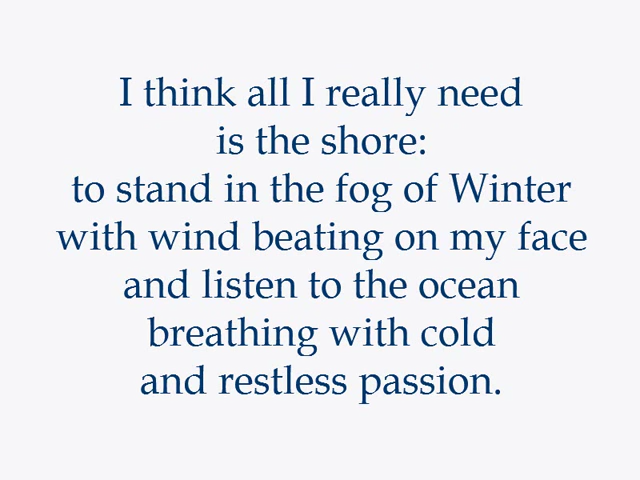 I think all I really need
is the shore:
to stand in the fog of Winter
with wind beating on my face
and listen to the ocean
breathing with cold
and restless passion.